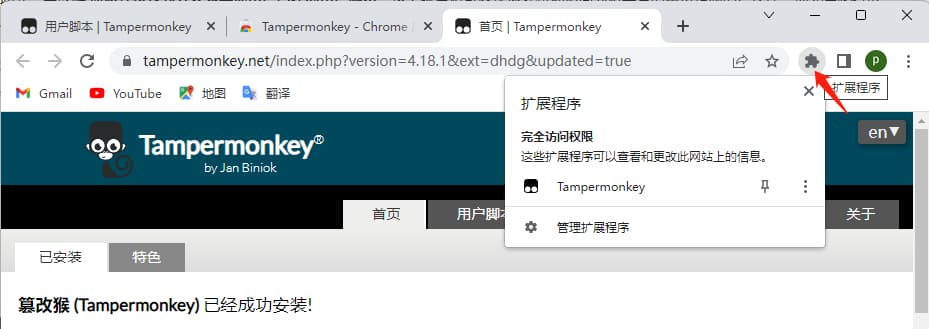 用户脚本 | Tampermonkey
Tampermonkey - Chrome
首页 | Tampermonkey
tampermonkey.net/index.php?version=4.18.1&ext=dhdg&updated=true
P
扩展程序
Gmail
YouTube
地图
翻译
扩展程序
完全访问权限
这些扩展程序可以查看和更改此网站上的信息。
Tampermonkey
管理扩展程序
en▼
Tampermonkey®
by Jan Biniok
首页
用户脚本
关于
已安装
特色
篡改猴 (Tampermonkey) 已经成功安装!